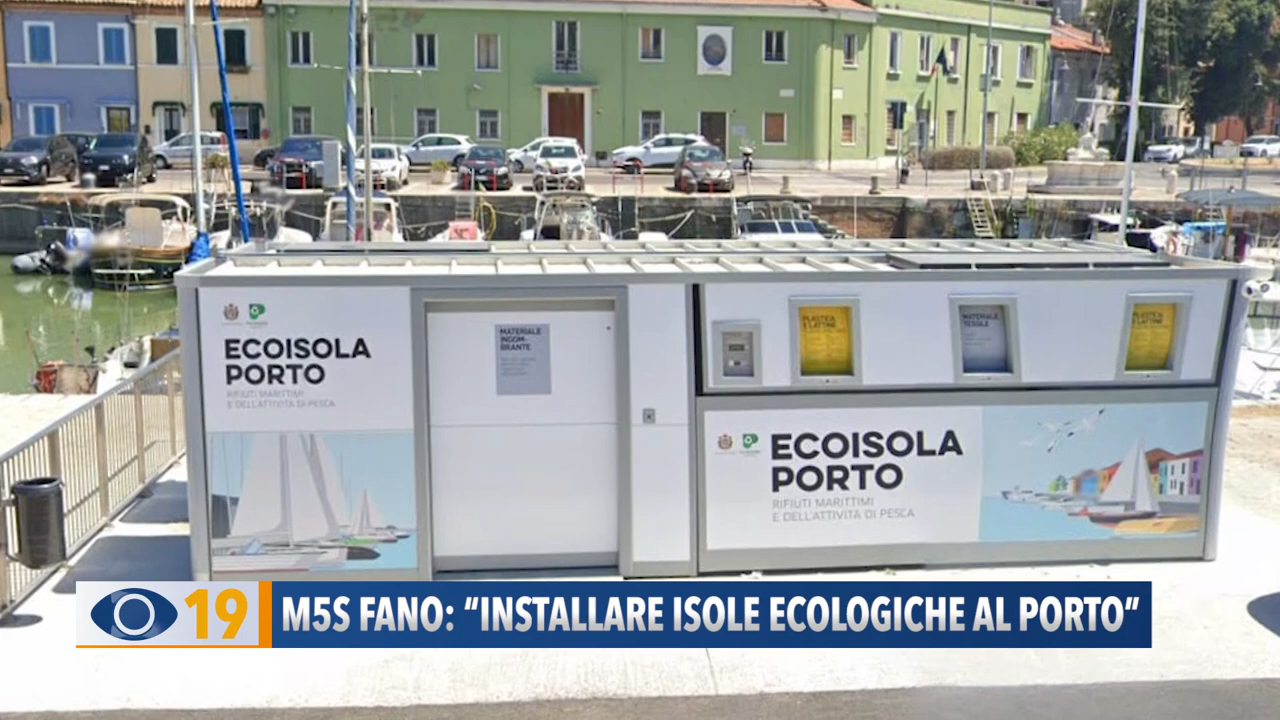 ECOISOLA
PORTO
RIFIUTI MARITTIMI
E DELL'ATTIVITÀ DI PESCA
MATERIALE
INGOM-
BRANTE
PLASTICA
E LATTINE
MATERIALE
TESSILE
PLASTICA
E LATTINE
ECOISOLA
PORTO
RIFIUTI MARITTIMI
E DELL'ATTIVITÀ DI PESCA
19
M5S FANO: “INSTALLARE ISOLE ECOLOGICHE AL PORTO”